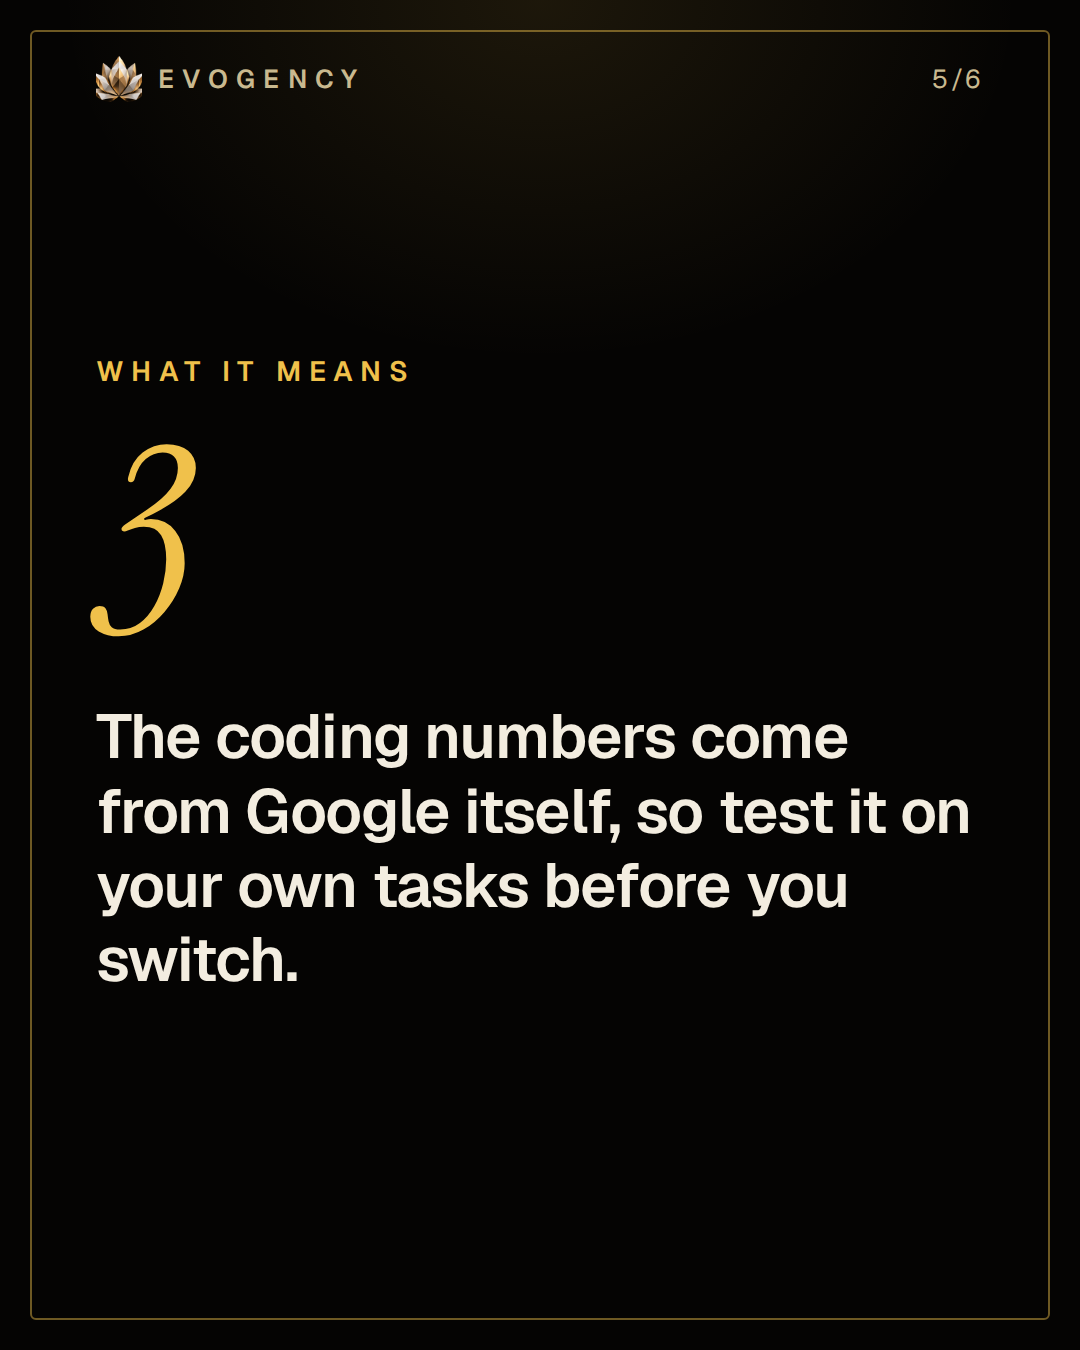 EVOGENCY
5/6
WHAT IT MEANS
3
The coding numbers come
from Google itself, so test it on
your own tasks before you
switch.